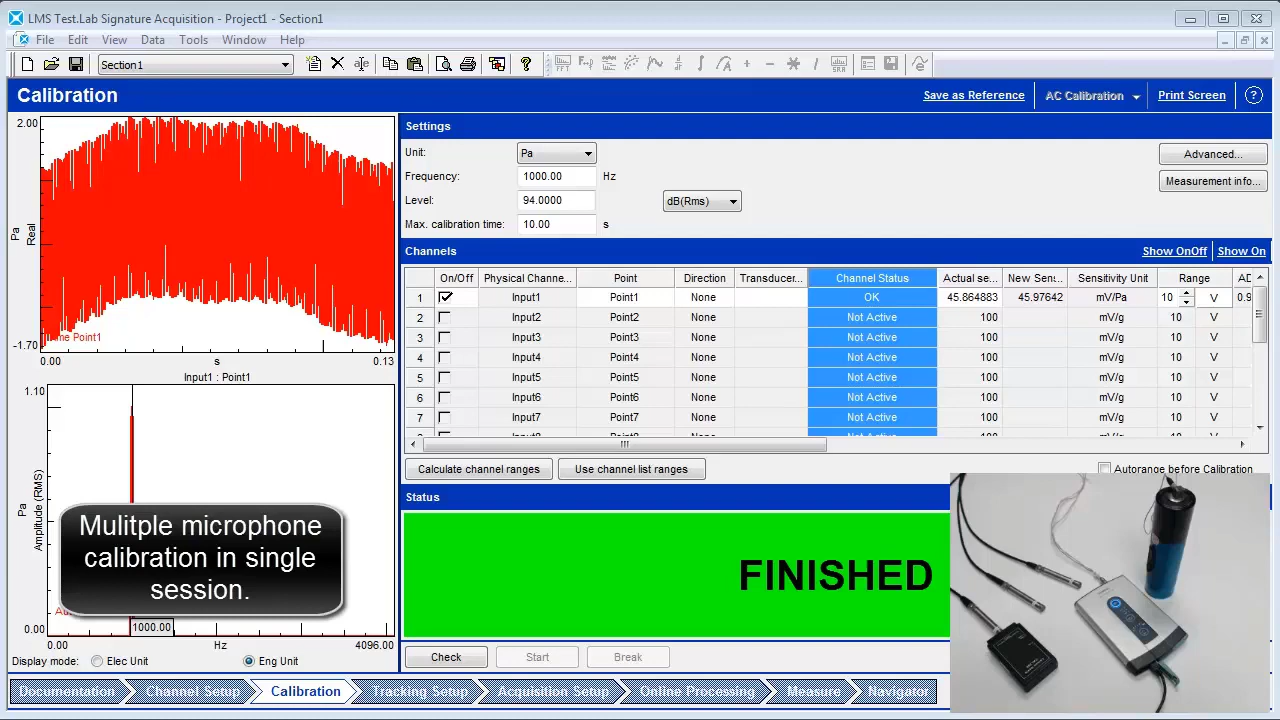 LMS Test.Lab Signature Acquisition - Project1 - Section1
File Edit View Data Tools Window Help
Section1
Calibration
Save as Reference
AC Calibration
Print Screen
2.00
Pa
Real
-1.70
0.00
s
0.13
Input1 : Point1
1.10
Pa
Amplitude (RMS)
0.00
1000.00
0.00
Hz
4096.00
Mulitple microphone
calibration in single
session.
Display mode: Elec Unit Eng Unit
Settings
Unit: Pa
Frequency: 1000.00 Hz
Level: 94.0000 dB(Rms)
Max. calibration time: 10.00 s
Advanced...
Measurement info...
Channels
Show OnOff Show On
On/Off Physical Channe... Point Direction Transducer... Channel Status Actual se... New Sens... Sensitivity Unit Range
1 Input1 Point1 None OK 45.864883 45.97642 mV/Pa 10 V 0.9
2 Input2 Point2 None Not Active 100 mV/g 10 V
3 Input3 Point3 None Not Active 100 mV/g 10 V
4 Input4 Point4 None Not Active 100 mV/g 10 V
5 Input5 Point5 None Not Active 100 mV/g 10 V
6 Input6 Point6 None Not Active 100 mV/g 10 V
7 Input7 Point7 None Not Active 100 mV/g 10 V
Calculate channel ranges
Use channel list ranges
Autorange before Calibration
Status
FINISHED
Check Start Break
Documentation Channel Setup Calibration Tracking Setup Acquisition Setup Online Processing Measure Navigator